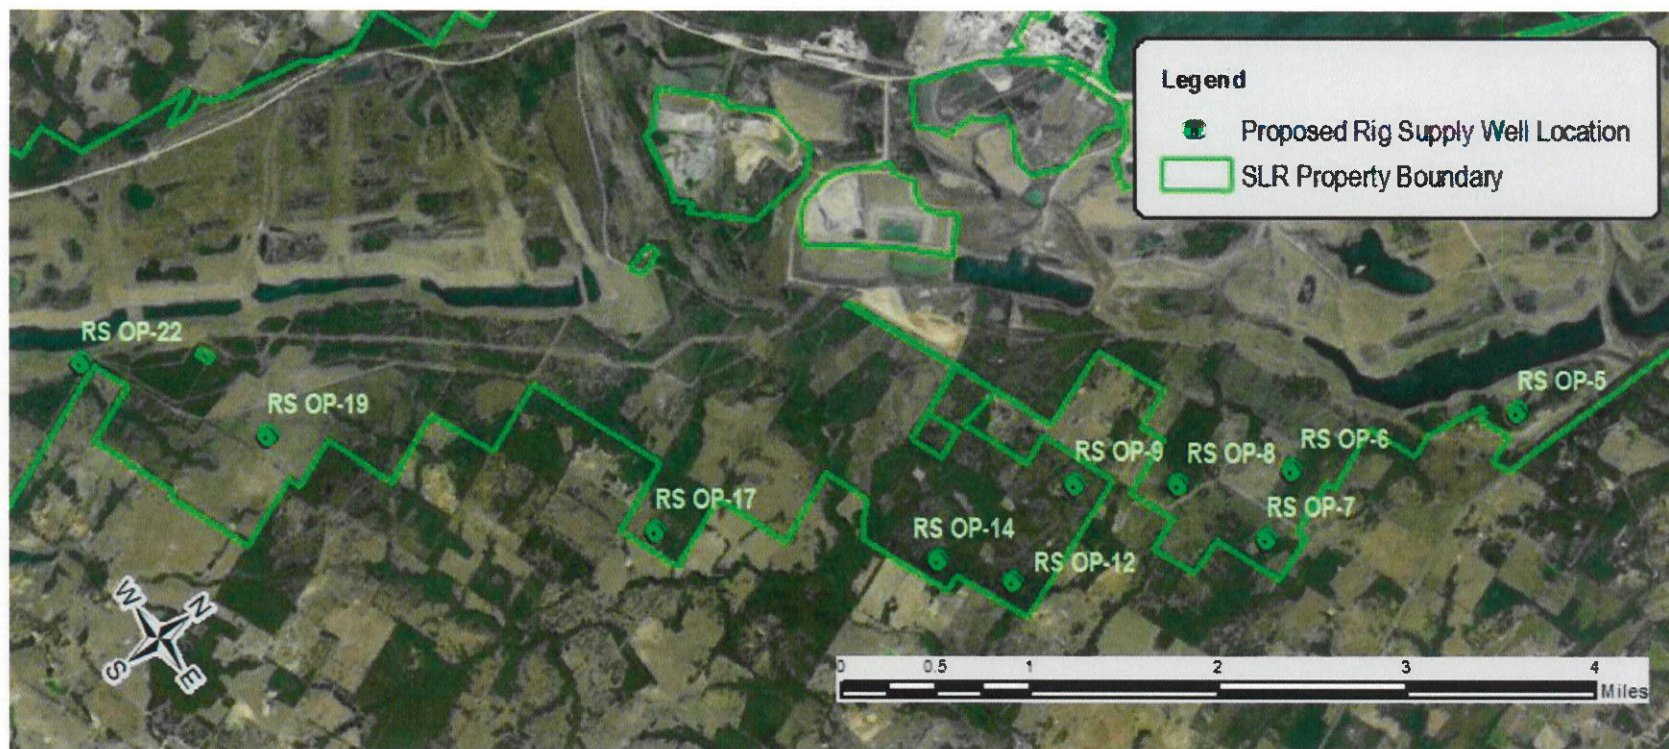 Legend
Proposed Rig Supply Well Location
SLR Property Boundary
RS OP-22
RS OP-19
RS OP-17
RS OP-14
RS OP-12
RS OP-9
RS OP-8
RS OP-6
RS OP-7
RS OP-5
N
W
S
E
0 0.5 1 2 3 4
Miles